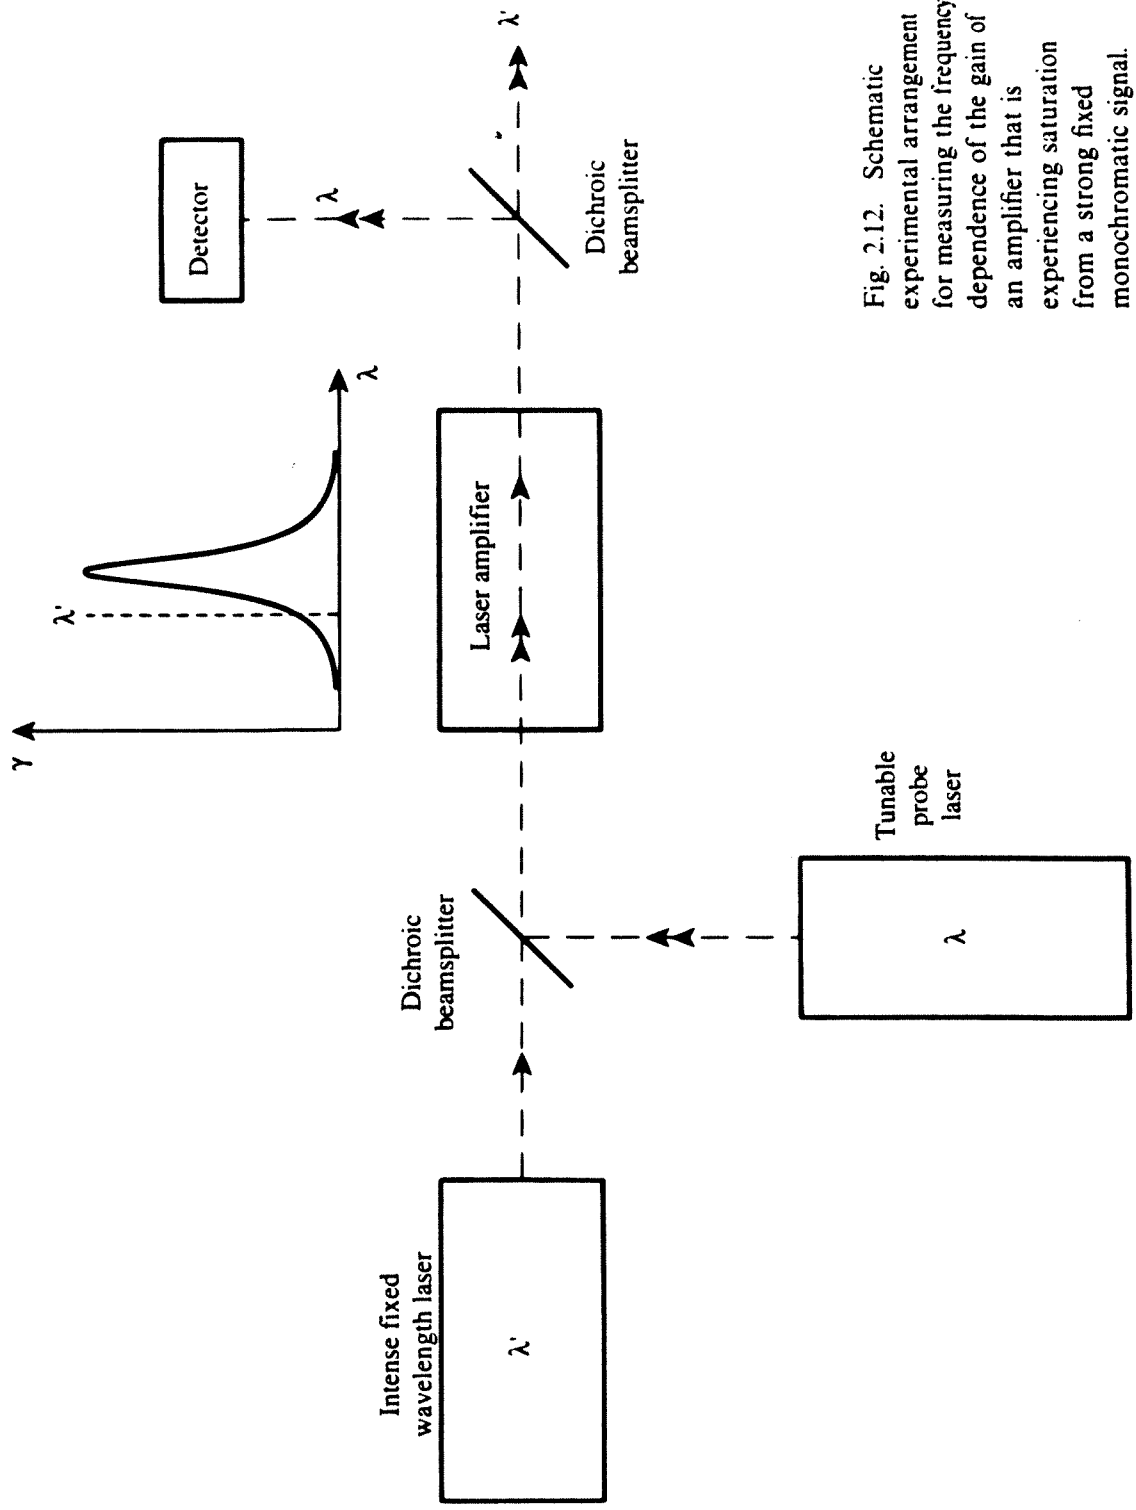 Intense fixed
wavelength laser
λ'
Dichroic
beamsplitter
λ
Tunable
probe
laser
γ
λ'
λ
Laser amplifier
Detector
λ
Dichroic
beamsplitter
λ'
Fig. 2.12. Schematic
experimental arrangement
for measuring the frequency
dependence of the gain of
an amplifier that is
experiencing saturation
from a strong fixed
monochromatic signal.